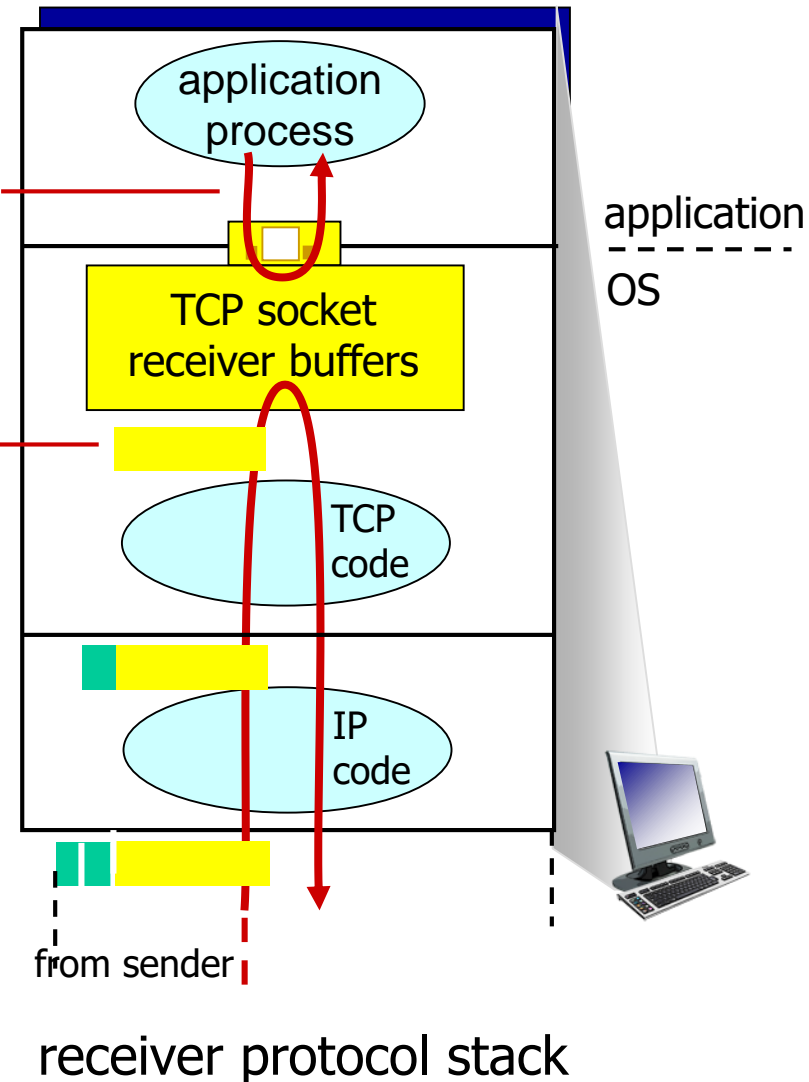 application
process
application
OS
TCP socket
receiver buffers
TCP
code
IP
code
from sender
receiver protocol stack